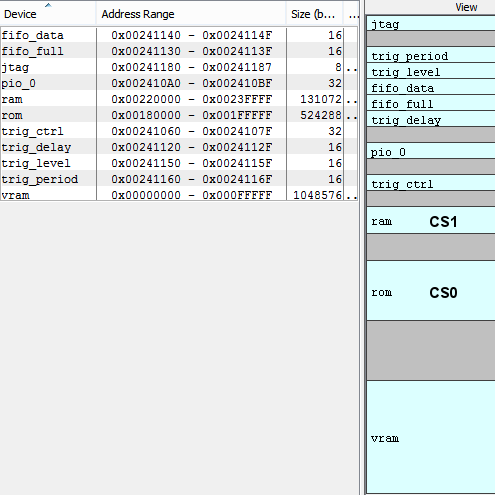 Device Address Range Size (b... ...
fifo_data 0x00241140 - 0x0024114F 16
fifo_full 0x00241130 - 0x0024113F 16
jtag 0x00241180 - 0x00241187 8 ...
pio_0 0x002410A0 - 0x002410BF 32
ram 0x00220000 - 0x0023FFFF 131072 ...
rom 0x00180000 - 0x001FFFFF 524288 ...
trig_ctrl 0x00241060 - 0x0024107F 32
trig_delay 0x00241120 - 0x0024112F 16
trig_level 0x00241150 - 0x0024115F 16
trig_period 0x00241160 - 0x0024116F 16
vram 0x00000000 - 0x000FFFFF 1048576 ...
View
jtag
trig_period
trig_level
fifo_data
fifo_full
trig_delay
pio_0
trig_ctrl
ram CS1
rom CS0
vram